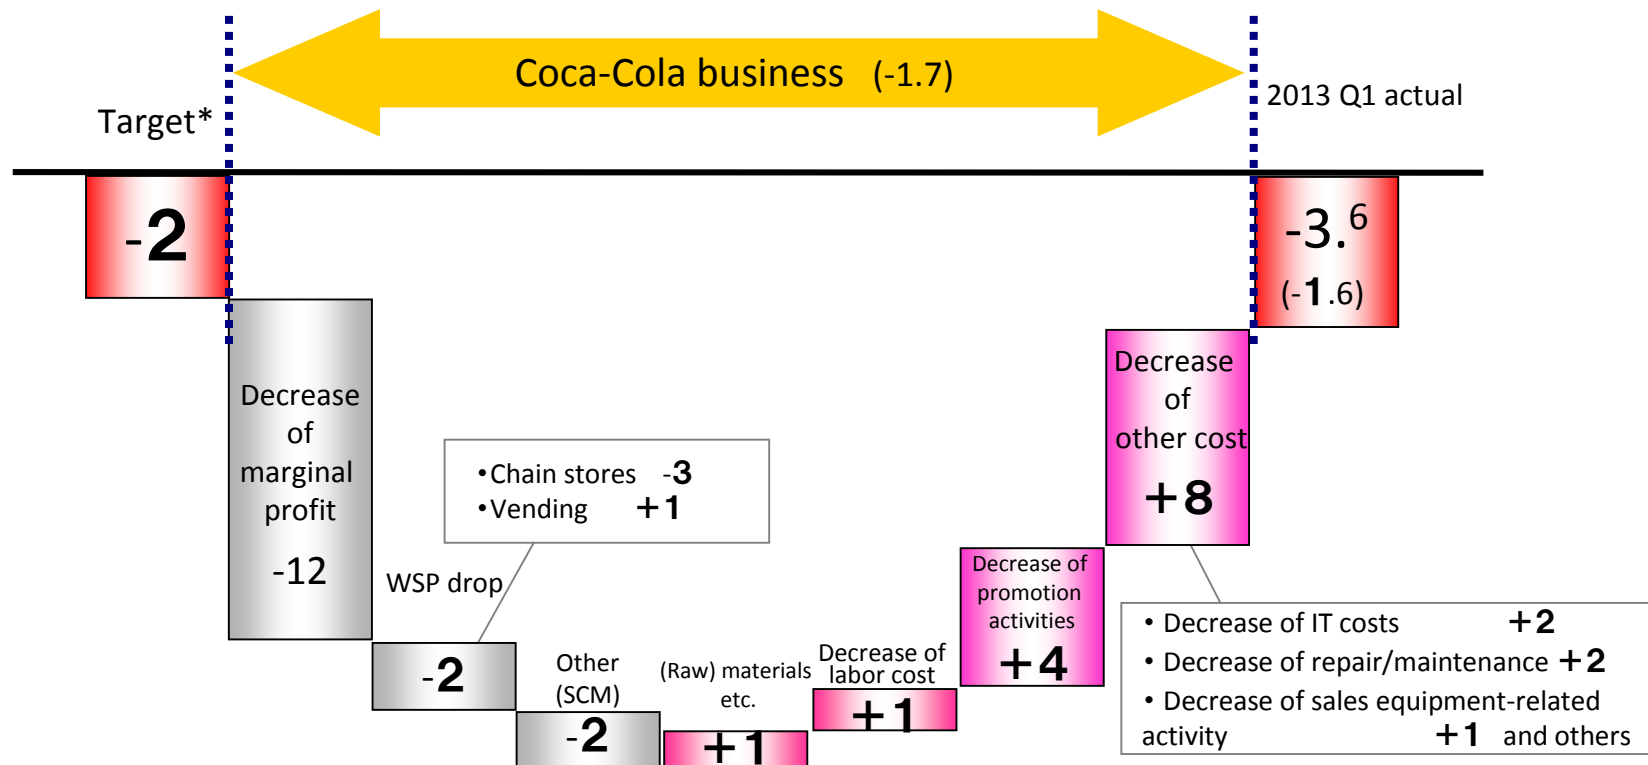 Coca-Cola business (-1.7)
Target*
2013 Q1 actual
-2
-3.6
(-1.6)
Decrease
of
marginal
profit
-12
WSP drop
-2
•Chain stores -3
•Vending +1
Other
(SCM)
-2
(Raw) materials
etc.
+1
Decrease of
labor cost
+1
Decrease of
promotion
activities
+4
Decrease
of
other cost
+8
• Decrease of IT costs +2
• Decrease of repair/maintenance +2
• Decrease of sales equipment-related
activity +1 and others